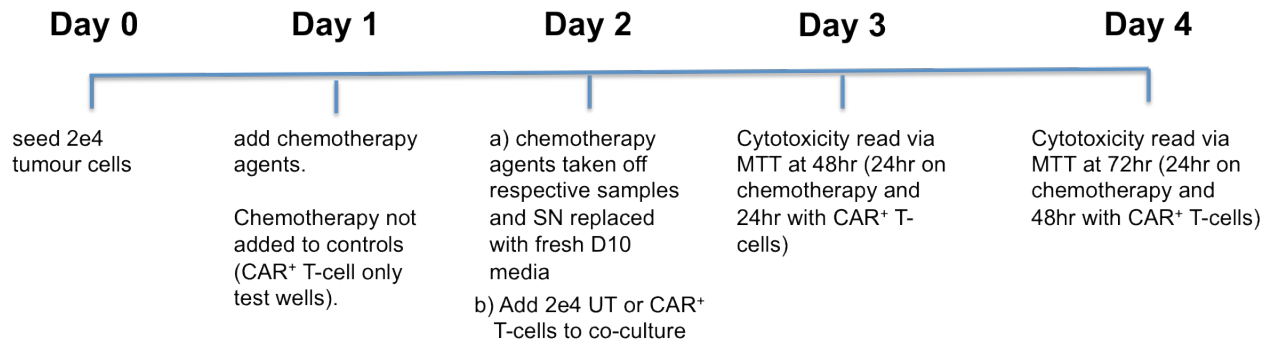 Day 0
Day 1
Day 2
Day 3
Day 4
seed 2e4
tumour cells
add chemotherapy
agents.
Chemotherapy not
added to controls
(CAR⁺ T-cell only
test wells).
a) chemotherapy
agents taken off
respective samples
and SN replaced
with fresh D10
media
b) Add 2e4 UT or CAR⁺
T-cells to co-culture
Cytotoxicity read via
MTT at 48hr (24hr on
chemotherapy and
24hr with CAR⁺ T-
cells)
Cytotoxicity read via
MTT at 72hr (24hr on
chemotherapy and
48hr with CAR⁺ T-cells)